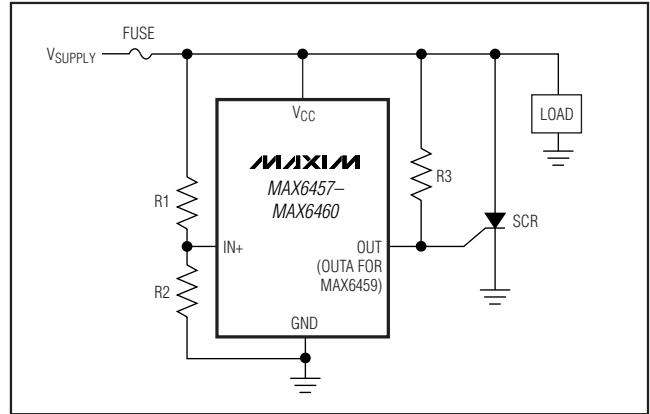 FUSE
VSUPPLY
VCC
LOAD
MAXIM
MAX6457–
MAX6460
R3
R1
SCR
IN+
OUT
(OUTA FOR
MAX6459)
R2
GND